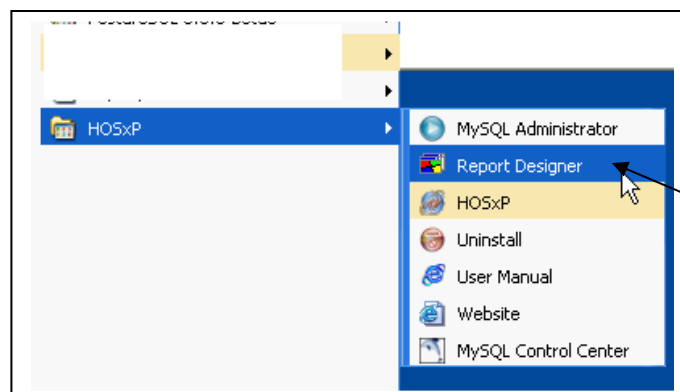 HOSxP
MySQL Administrator
Report Designer
HOSxP
Uninstall
User Manual
Website
MySQL Control Center